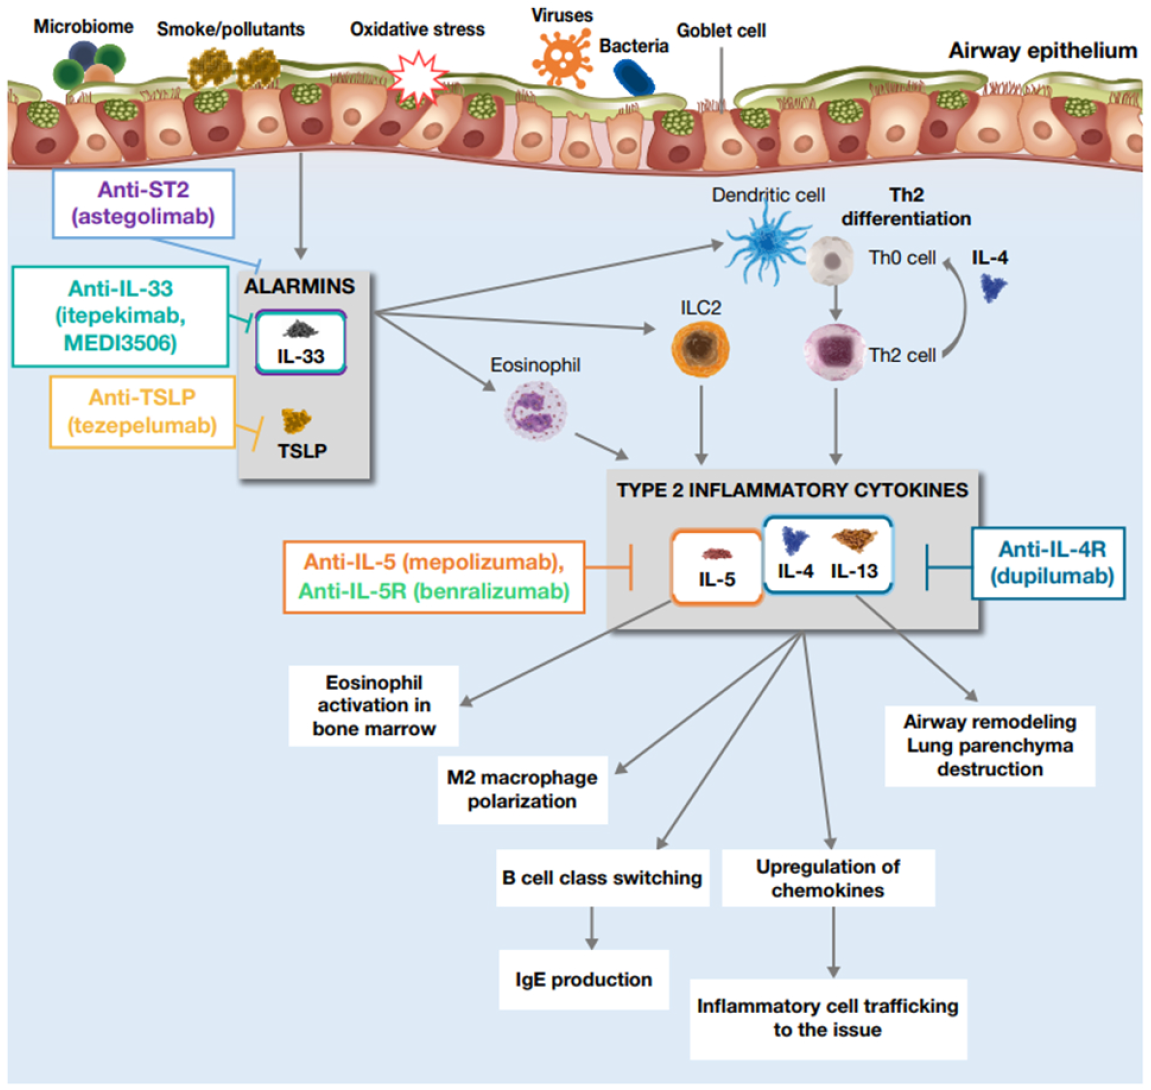 Microbiome
Smoke/pollutants
Oxidative stress
Viruses
Bacteria
Goblet cell
Airway epithelium
Anti-ST2
(astegolimab)
Anti-IL-33
(itepekimab,
MEDI3506)
Anti-TSLP
(tezepelumab)
ALARMINS
IL-33
TSLP
Dendritic cell
Th2
differentiation
Th0 cell
IL-4
ILC2
Th2 cell
Eosinophil
TYPE 2 INFLAMMATORY CYTOKINES
IL-5
IL-4
IL-13
Anti-IL-5 (mepolizumab),
Anti-IL-5R (benralizumab)
Anti-IL-4R
(dupilumab)
Eosinophil
activation in
bone marrow
M2 macrophage
polarization
Airway remodeling
Lung parenchyma
destruction
B cell class switching
Upregulation of
chemokines
IgE production
Inflammatory cell trafficking
to the issue